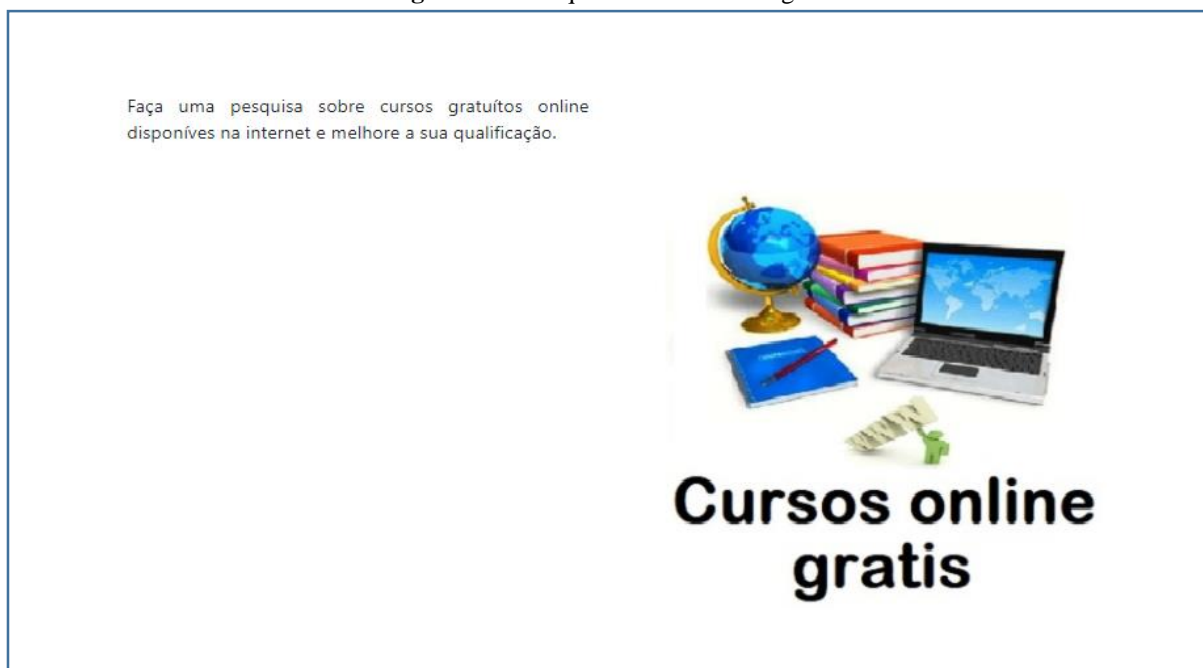 Faça uma pesquisa sobre cursos gratuítos online
disponíves na internet e melhore a sua qualificação.
Cursos online
gratis